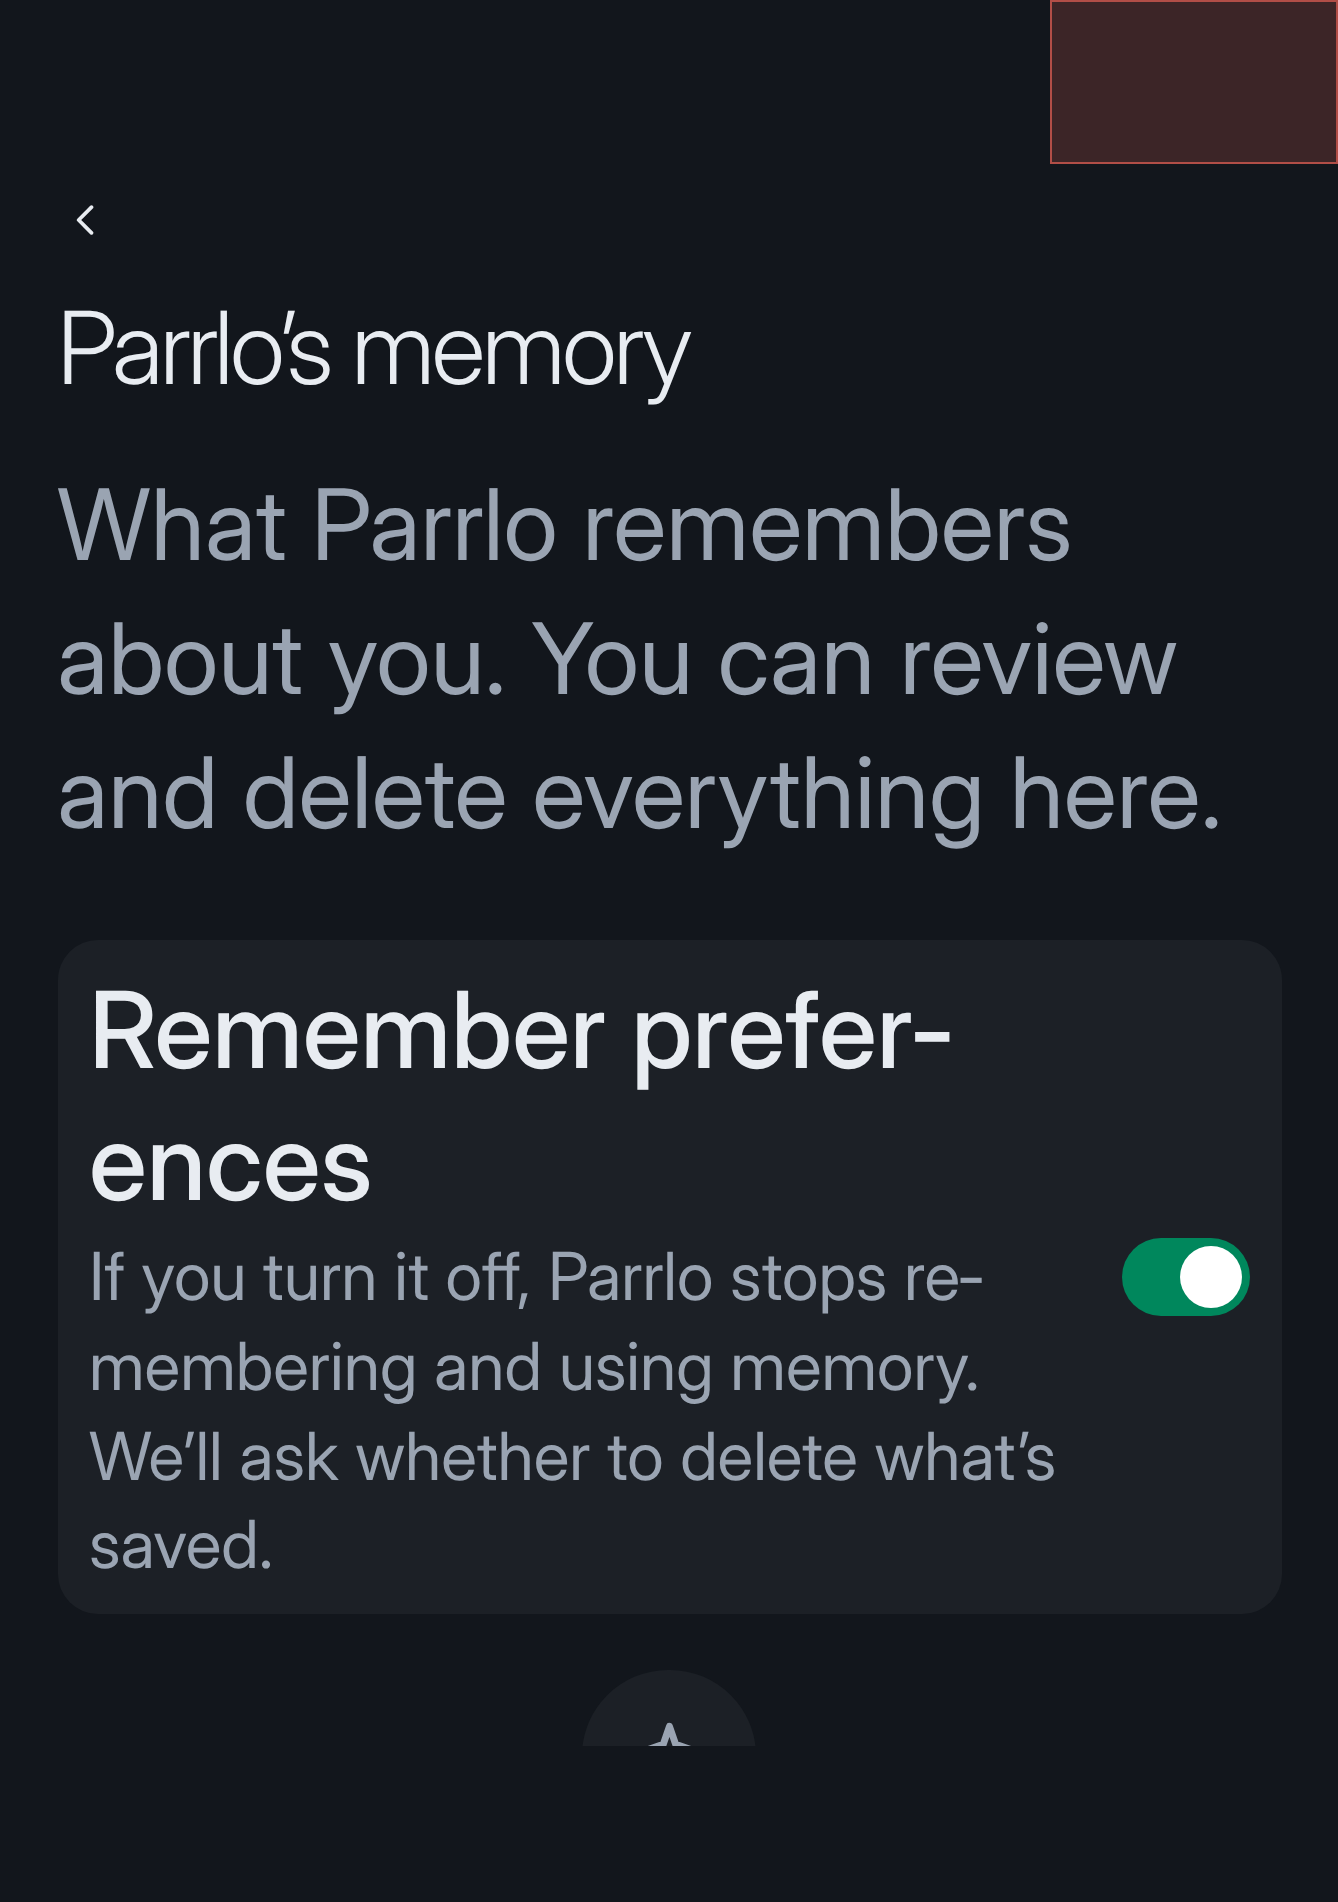 Parrlo’s memory
What Parrlo remembers
about you. You can review
and delete everything here.
Remember prefer-
ences
If you turn it off, Parrlo stops re-
membering and using memory.
We’ll ask whether to delete what’s
saved.